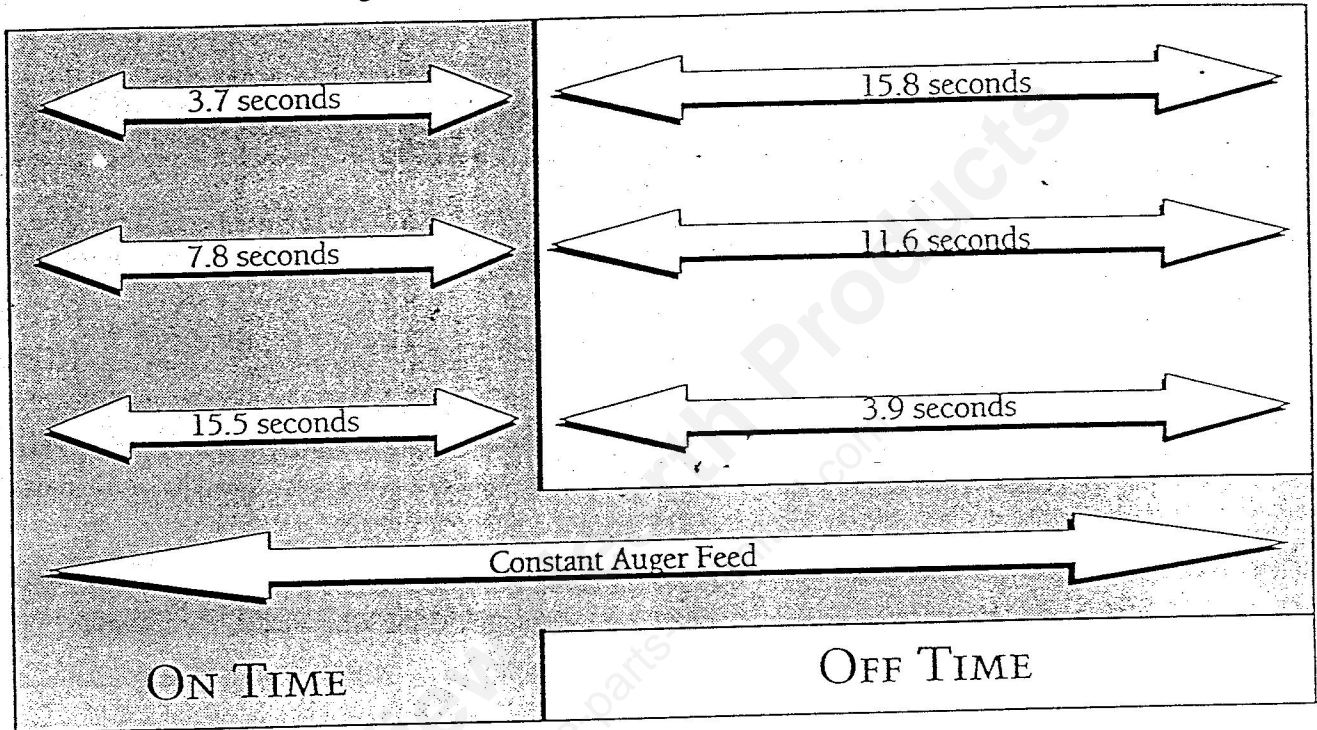 3.7 seconds
15.8 seconds
7.8 seconds
11.6 seconds
15.5 seconds
3.9 seconds
Constant Auger Feed
ON TIME
OFF TIME